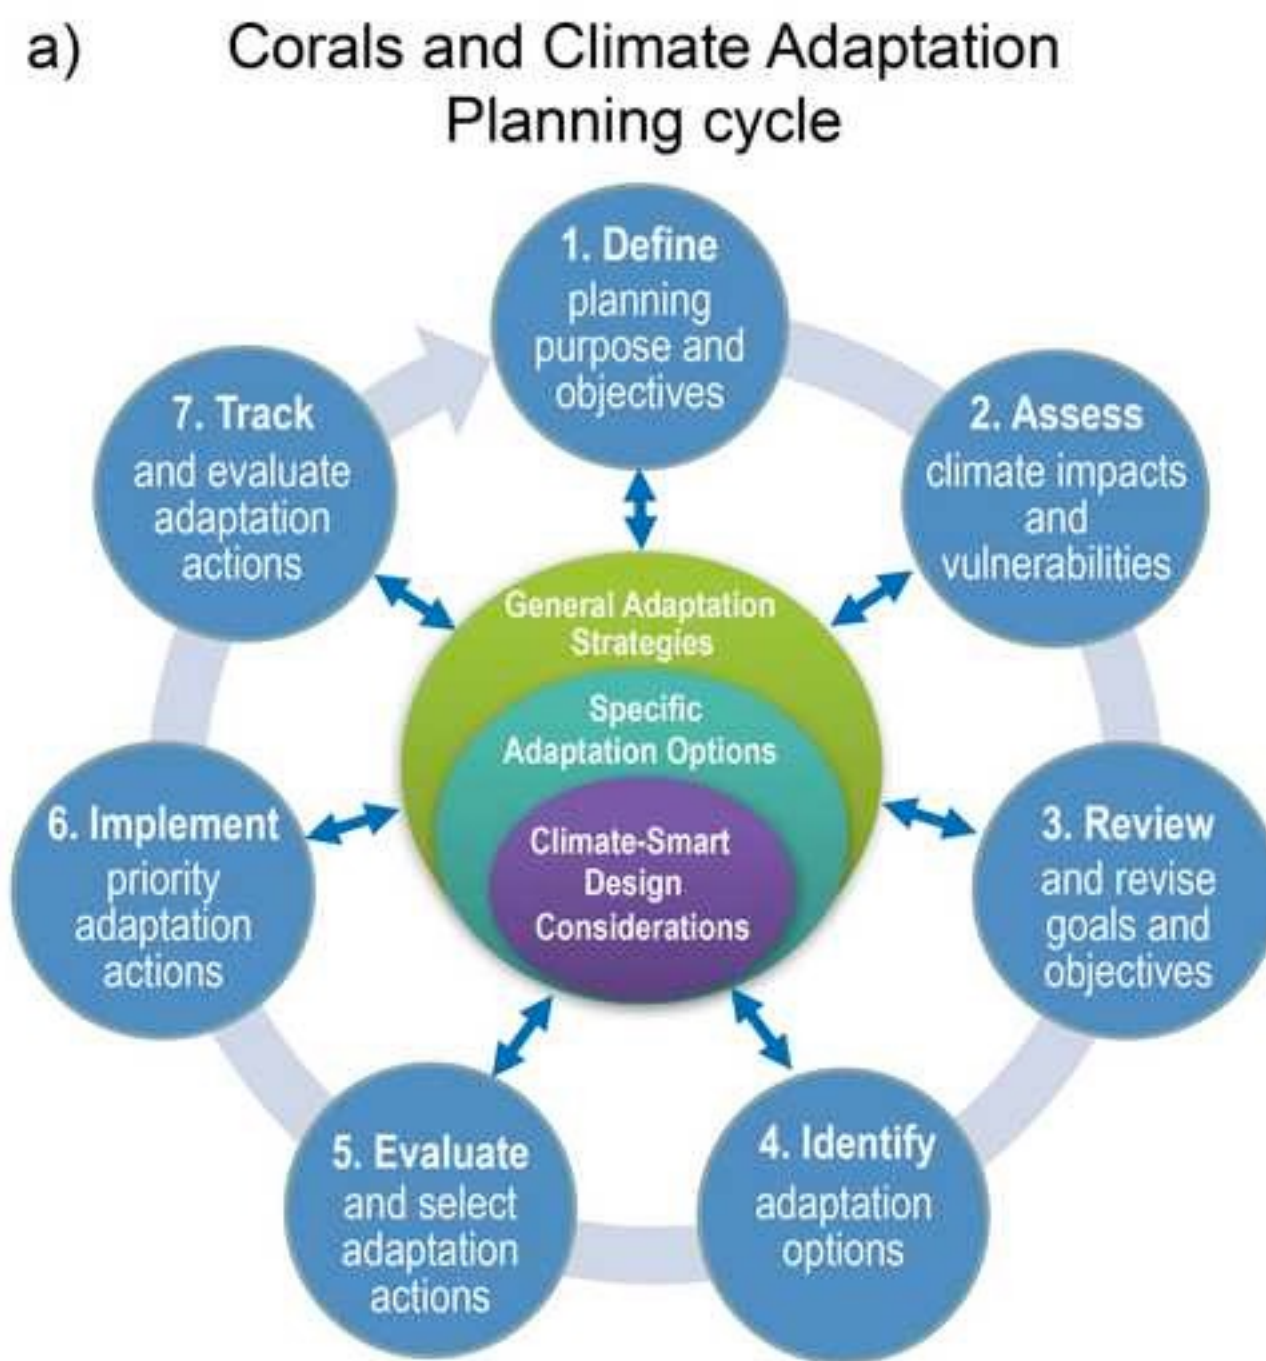 a) Corals and Climate Adaptation
Planning cycle
1. Define
planning
purpose and
objectives
2. Assess
climate impacts
and
vulnerabilities
3. Review
and revise
goals and
objectives
4. Identify
adaptation
options
5. Evaluate
and select
adaptation
actions
6. Implement
priority
adaptation
actions
7. Track
and evaluate
adaptation
actions
General Adaptation
Strategies
Specific
Adaptation Options
Climate-Smart
Design
Considerations